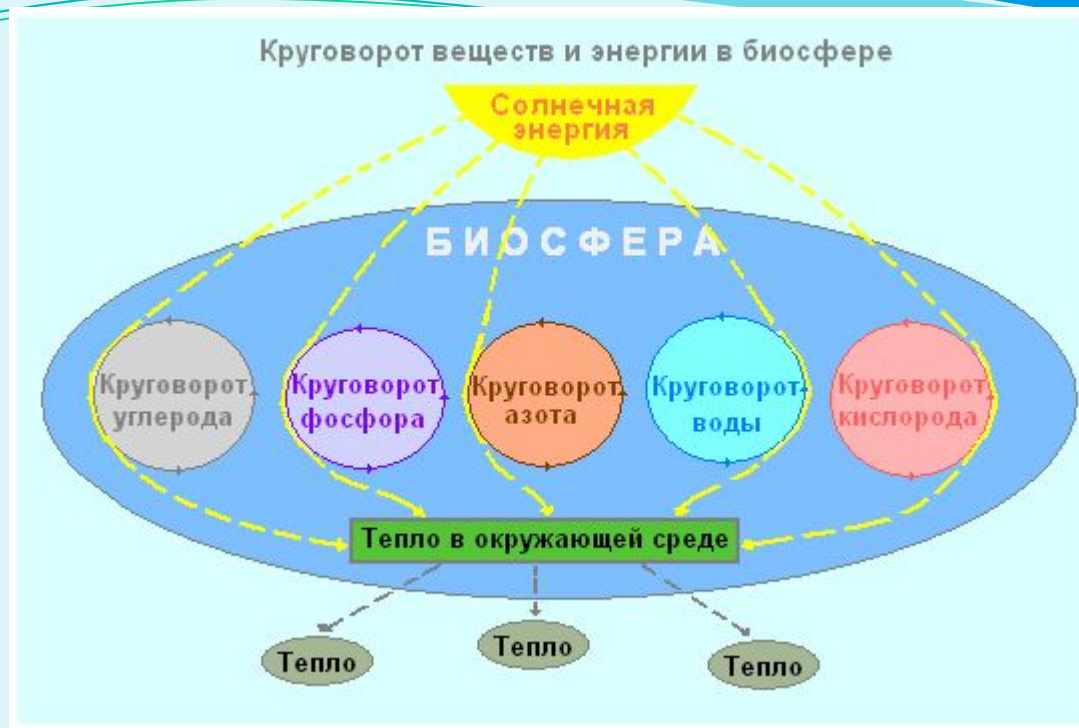 Круговорот веществ и энергии в биосфере
Солнечная
энергия
БИОСФЕРА
Круговорот
углерода
Круговорот
фосфора
Круговорот
азота
Круговорот
воды
Круговорот
кислорода
Тепло в окружающей среде
Тепло
Тепло
Тепло